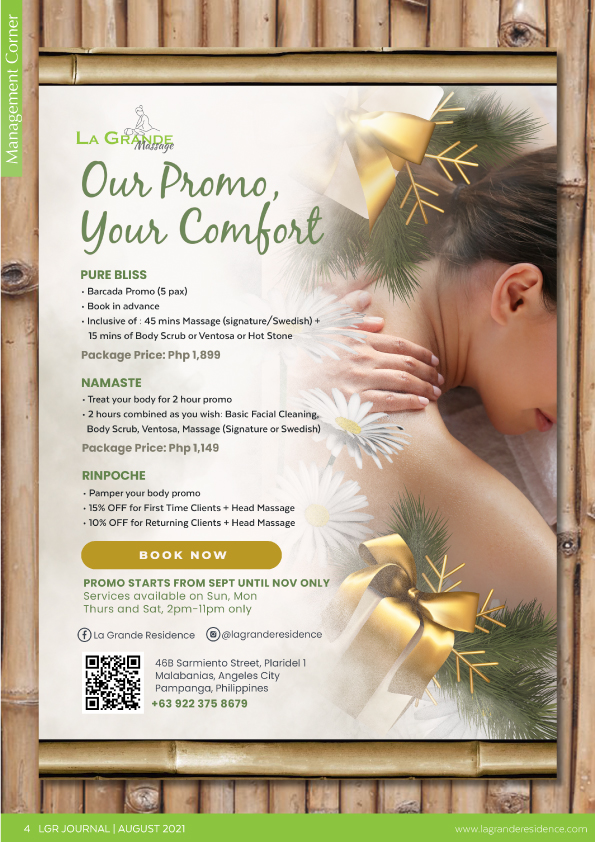 Management Corner
LA GRANDE
Massage
Our Promo,
Your Comfort
PURE BLISS
• Barcada Promo (5 pax)
• Book in advance
• Inclusive of : 45 mins Massage (signature/Swedish) +
15 mins of Body Scrub or Ventosa or Hot Stone
Package Price: Php 1,899
NAMASTE
• Treat your body for 2 hour promo
• 2 hours combined as you wish: Basic Facial Cleaning,
Body Scrub, Ventosa, Massage (Signature or Swedish)
Package Price: Php 1,149
RINPOCHE
• Pamper your body promo
• 15% OFF for First Time Clients + Head Massage
• 10% OFF for Returning Clients + Head Massage
BOOK NOW
PROMO STARTS FROM SEPT UNTIL NOV ONLY
Services available on Sun, Mon
Thurs and Sat, 2pm-11pm only
La Grande Residence @lagranderesidence
46B Sarmiento Street, Plaridel 1
Malabanias, Angeles City
Pampanga, Philippines
+63 922 375 8679
4 LGR JOURNAL | AUGUST 2021
www.lagranderesidence.com